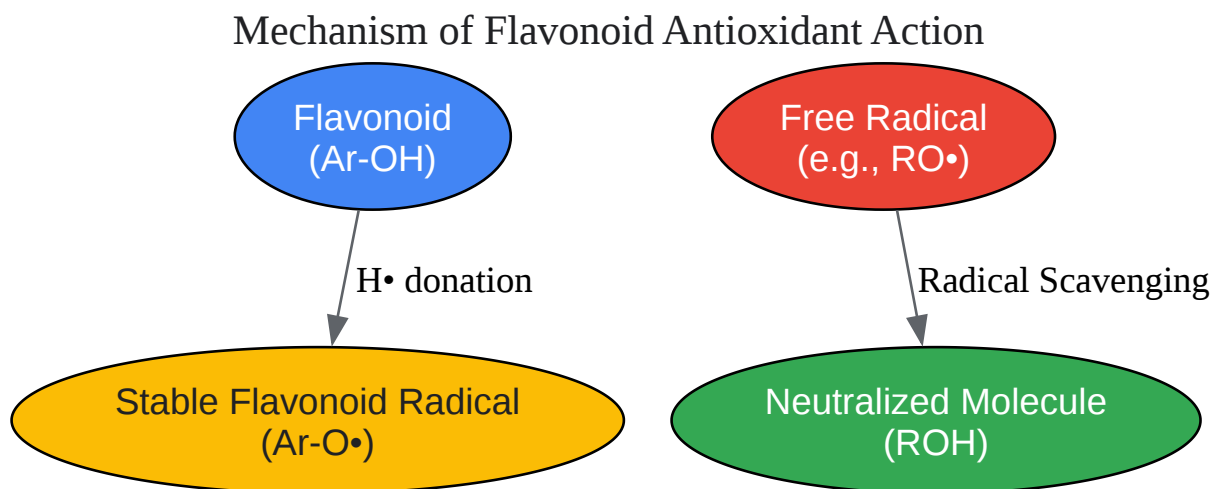 Mechanism of Flavonoid Antioxidant Action
Flavonoid
(Ar-OH)
Free Radical
(e.g., RO•)
H• donation
Radical Scavenging
Stable Flavonoid Radical
(Ar-O•)
Neutralized Molecule
(ROH)